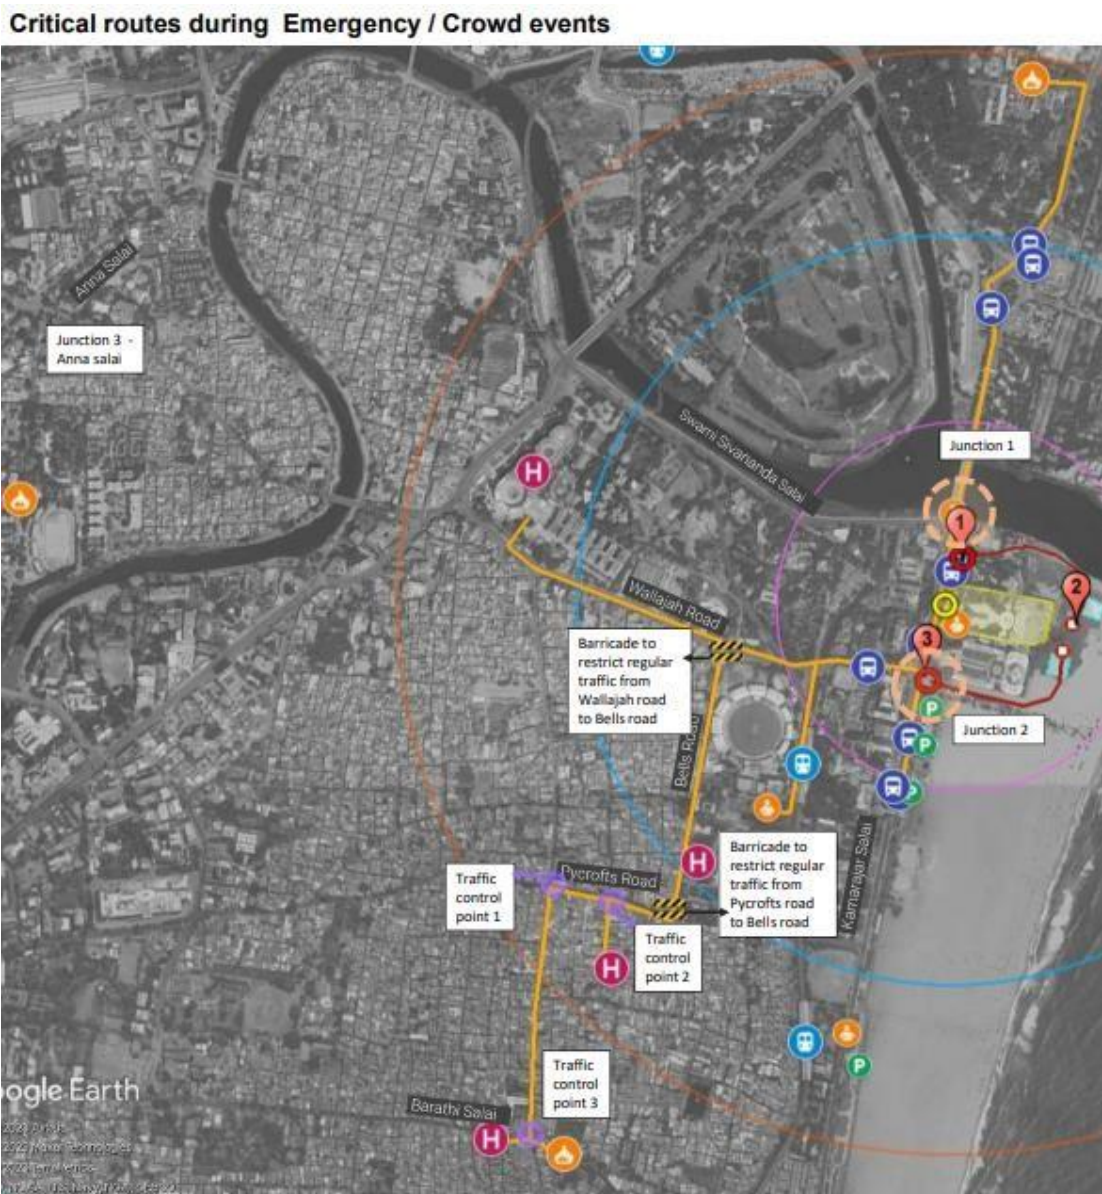 Critical routes during Emergency / Crowd events
Anna Salai
Junction 3 -
Anna salai
H
Swami Sivananda Salai
Junction 1
1
2
3
Wallajah Road
Barricade to
restrict regular
traffic from
Wallajah road
to Bells road
Bells Road
P
Junction 2
P
P
H
Barricade to
restrict regular
traffic from
Pycrofts road
to Bells road
Kamarajar Salai
Traffic
control
point 1
Pycrofts Road
Traffic
control
point 2
H
P
Traffic
control
point 3
Barathi Salai
H
ogle Earth